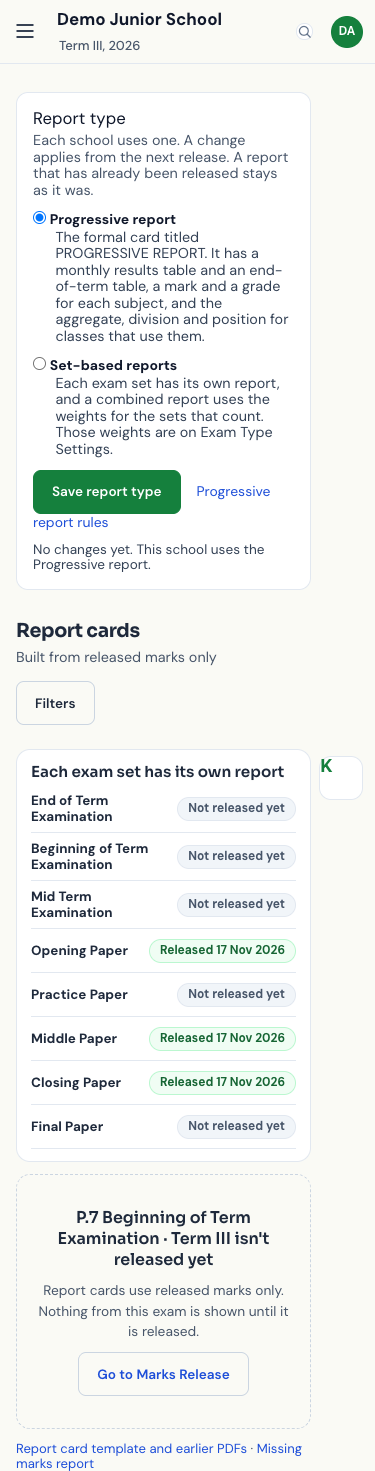 Demo Junior School
Term III, 2026
DA
Report type
Each school uses one. A change
applies from the next release. A report
that has already been released stays
as it was.
Progressive report
The formal card titled
PROGRESSIVE REPORT. It has a
monthly results table and an end-
of-term table, a mark and a grade
for each subject, and the
aggregate, division and position for
classes that use them.
Set-based reports
Each exam set has its own report,
and a combined report uses the
weights for the sets that count.
Those weights are on Exam Type
Settings.
Save report type
Progressive
report rules
No changes yet. This school uses the
Progressive report.
Report cards
Built from released marks only
Filters
Each exam set has its own report
K
End of Term
Examination
Not released yet
Beginning of Term
Examination
Not released yet
Mid Term
Examination
Not released yet
Opening Paper
Released 17 Nov 2026
Practice Paper
Not released yet
Middle Paper
Released 17 Nov 2026
Closing Paper
Released 17 Nov 2026
Final Paper
Not released yet
P.7 Beginning of Term
Examination · Term III isn't
released yet
Report cards use released marks only.
Nothing from this exam is shown until it
is released.
Go to Marks Release
Report card template and earlier PDFs · Missing
marks report